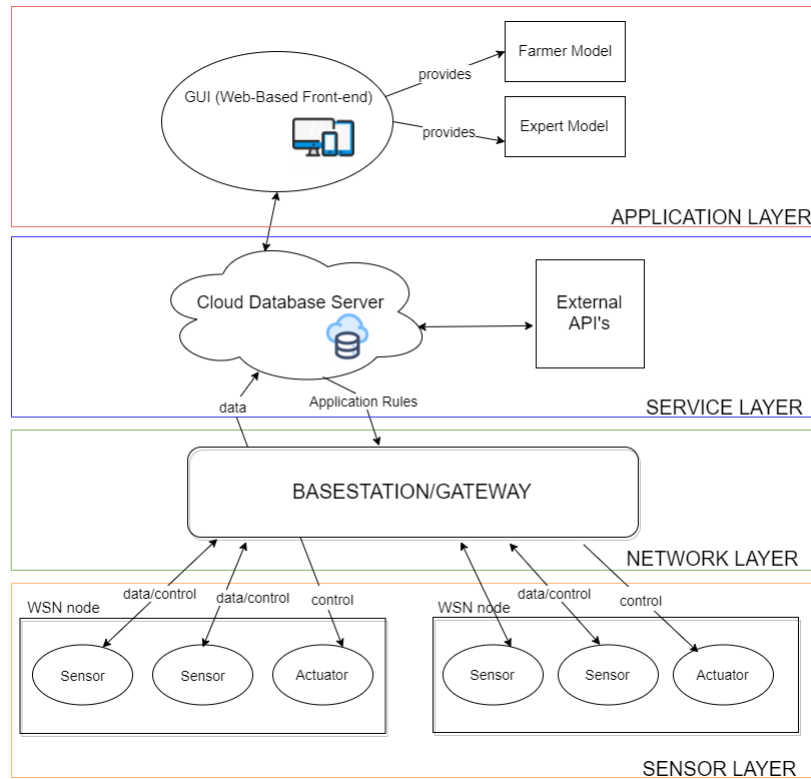 Farmer Model
provides
GUI (Web-Based Front-end)
provides
Expert Model
APPLICATION LAYER
Cloud Database Server
External
API's
data
Application Rules
SERVICE LAYER
BASESTATION/GATEWAY
NETWORK LAYER
data/control
data/control
control
data/control
control
WSN node
WSN node
Sensor
Sensor
Actuator
Sensor
Sensor
Actuator
SENSOR LAYER